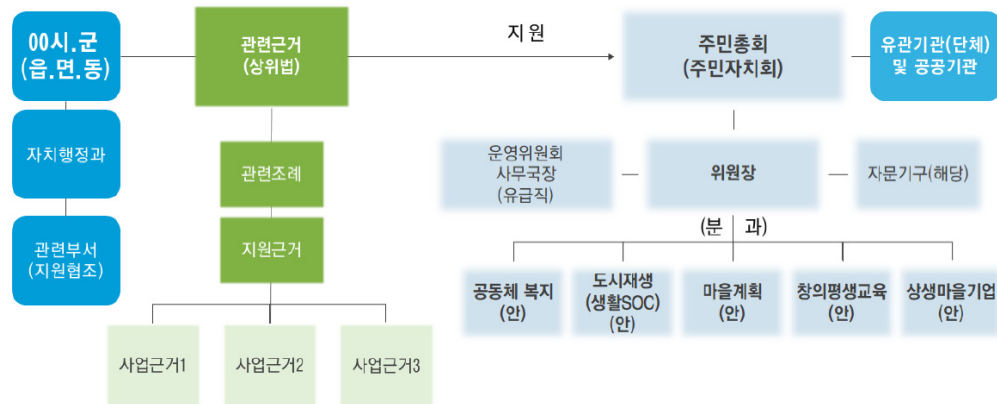 00시.군
(읍.면.동)
관련근거
(상위법)
지원
주민총회
(주민자치회)
유관기관(단체)
및 공공기관
자치행정과
관련조례
운영위원회
사무국장
(유급직)
위원장
자문기구(해당)
관련부서
(지원협조)
지원근거
(분 과)
공동체 복지
(안)
도시재생
(생활SOC)
(안)
마을계획
(안)
창의평생교육
(안)
상생마을기업
(안)
사업근거1
사업근거2
사업근거3